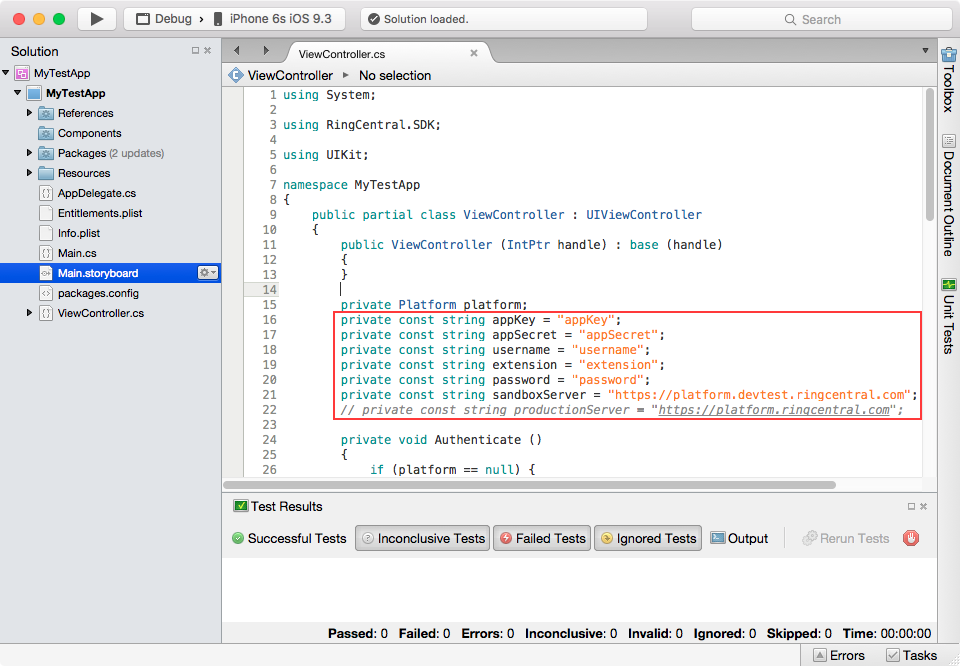 Debug › iPhone 6s iOS 9.3
Solution loaded.
Search
Solution
MyTestApp
MyTestApp
References
Components
Packages (2 updates)
Resources
AppDelegate.cs
Entitlements.plist
Info.plist
Main.cs
Main.storyboard
packages.config
ViewController.cs
ViewController.cs
ViewController ▸ No selection
1 using System;
2
3 using RingCentral.SDK;
4
5 using UIKit;
6
7 namespace MyTestApp
8 {
9 public partial class ViewController : UIViewController
10 {
11 public ViewController (IntPtr handle) : base (handle)
12 {
13 }
14
15 private Platform platform;
16 private const string appKey = "appKey";
17 private const string appSecret = "appSecret";
18 private const string username = "username";
19 private const string extension = "extension";
20 private const string password = "password";
21 private const string sandboxServer = "https://platform.devtest.ringcentral.com";
22 // private const string productionServer = "https://platform.ringcentral.com";
23
24 private void Authenticate ()
25 {
26 if (platform == null) {
Toolbox
Document Outline
Unit Tests
Test Results
Successful Tests
Inconclusive Tests
Failed Tests
Ignored Tests
Output
Rerun Tests
Passed: 0 Failed: 0 Errors: 0 Inconclusive: 0 Invalid: 0 Ignored: 0 Skipped: 0 Time: 00:00:00
Errors
Tasks